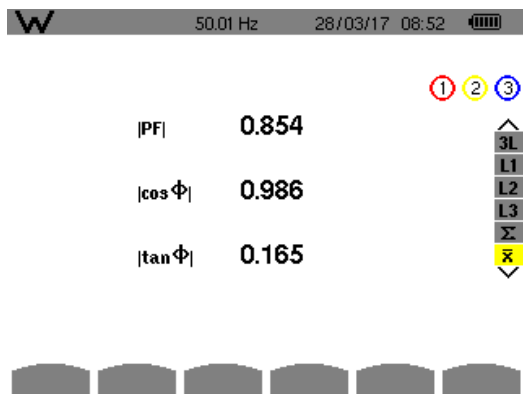 W 50.01 Hz 28/03/17 08:52
1 2 3
|PF| 0.854
3L
L1
|cos Φ| 0.986
L2
L3
Σ
|tan Φ| 0.165
x̄